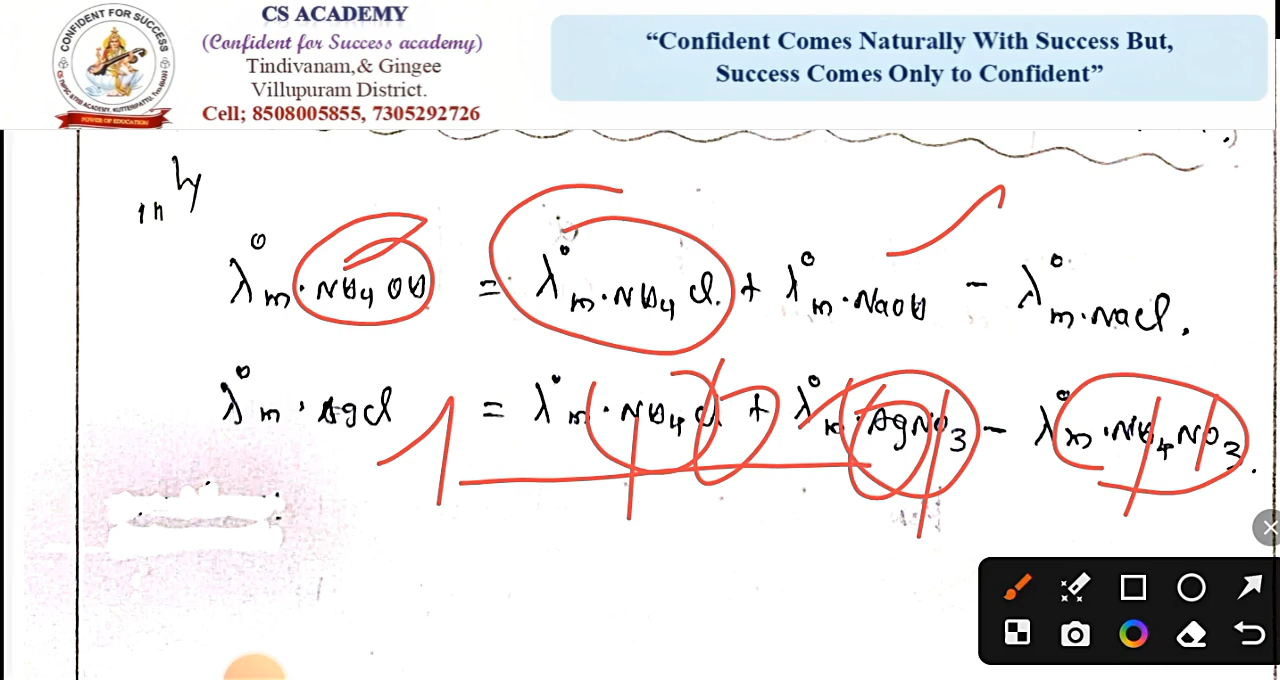 CONFIDENT FOR SUCCESS
POWER OF EDUCATION
CS ACADEMY
(Confident for Success academy)
Tindivanam,& Gingee
Villupuram District.
Cell; 8508005855, 7305292726
“Confident Comes Naturally With Success But,
Success Comes Only to Confident”
λ°m·NH4OH = λ°m·NH4Cl. + λ°m·NaOH - λ°m·NaCl.
λ°m·AgCl = λ°m·NH4Cl + λ°m·AgNO3 - λ°m·NH4NO3.